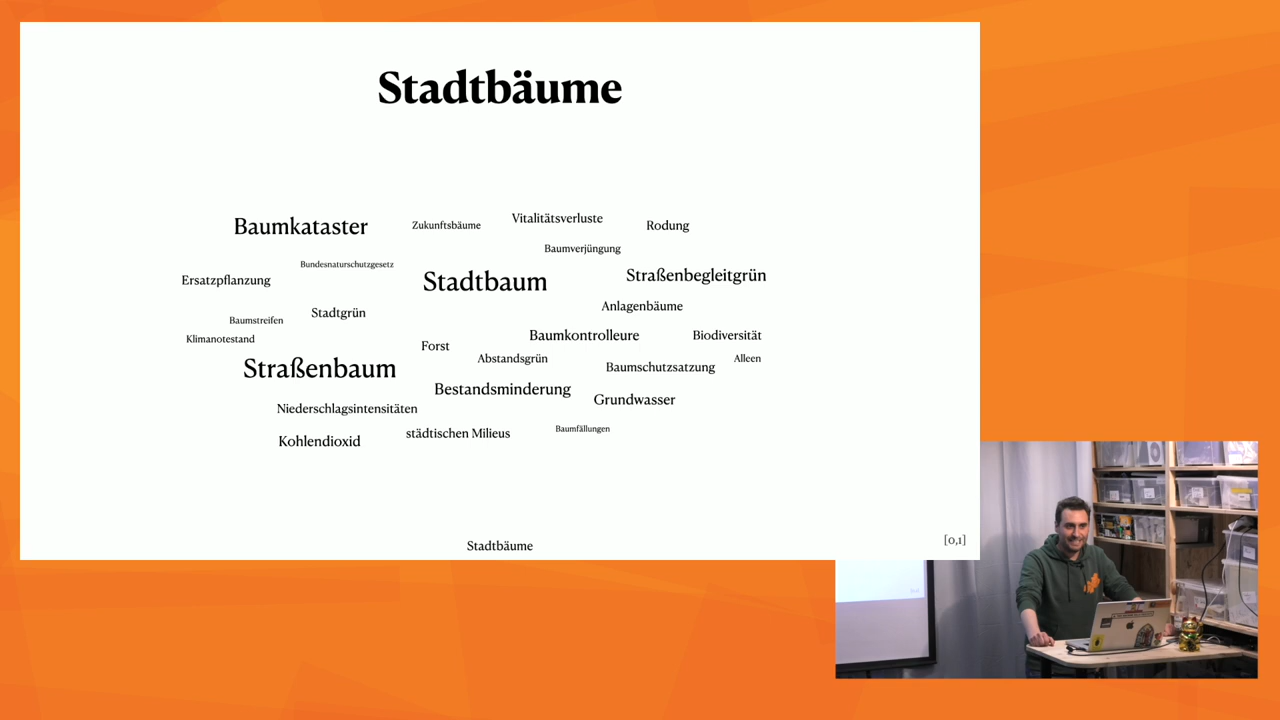 Stadtbäume
Baumkataster
Zukunftsbäume
Vitalitätsverluste
Rodung
Baumverjüngung
Bundesnaturschutzgesetz
Ersatzpflanzung
Stadtbaum
Straßenbegleitgrün
Anlagenbäume
Stadtgrün
Baumstreifen
Klimanotestand
Forst
Baumkontrolleure
Biodiversität
Abstandsgrün
Alleen
Straßenbaum
Baumschutzsatzung
Bestandsminderung
Grundwasser
Niederschlagsintensitäten
Kohlendioxid
städtischen Milieus
Baumfällungen
Stadtbäume
[0,1]